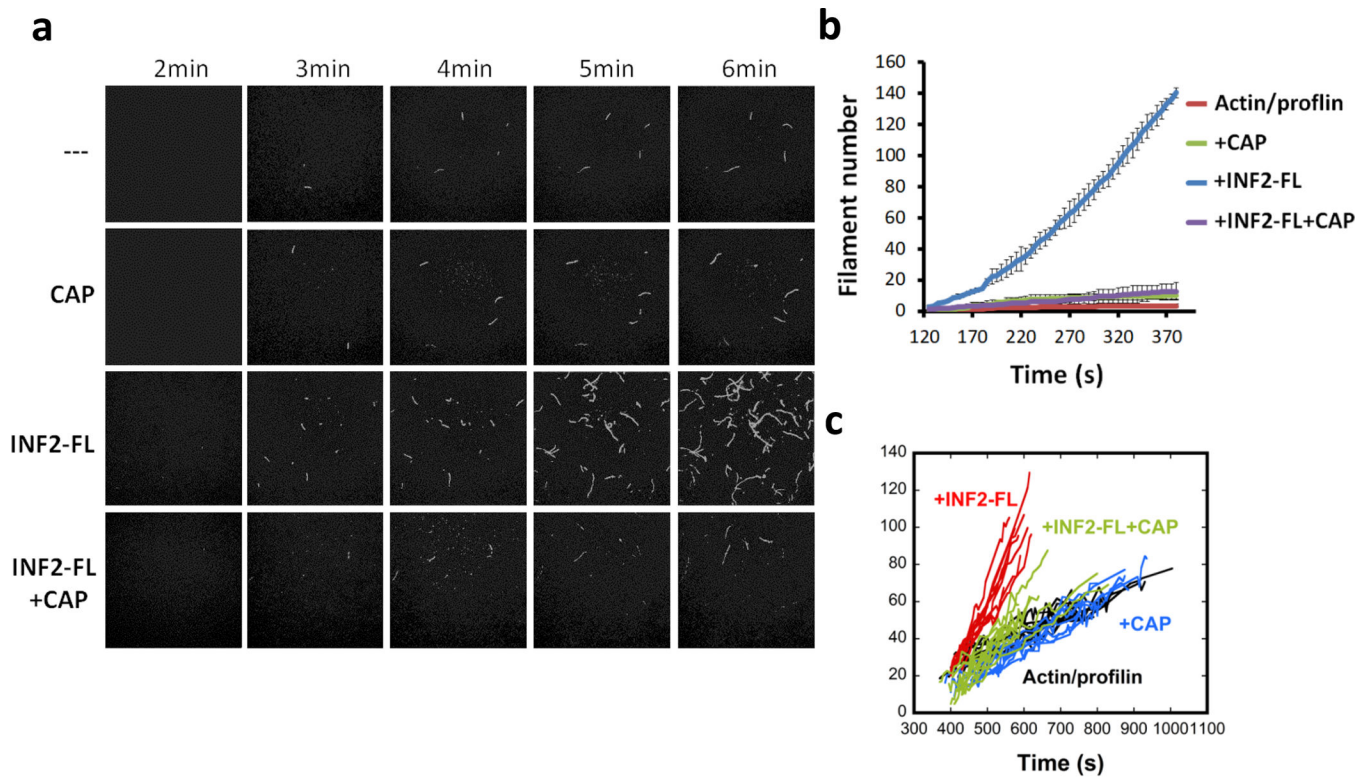 a
2min 3min 4min 5min 6min
---
CAP
INF2-FL
INF2-FL
+CAP
b
160
140
120
100
80
60
40
20
0
Filament number
120 170 220 270 320 370
Time (s)
Actin/proflin
+CAP
+INF2-FL
+INF2-FL+CAP
c
140
120
100
80
60
40
20
0
+INF2-FL
+INF2-FL+CAP
+CAP
Actin/profilin
300 400 500 600 700 800 900 1000 1100
Time (s)